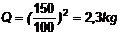 Q = (150/100)² = 2,3kg